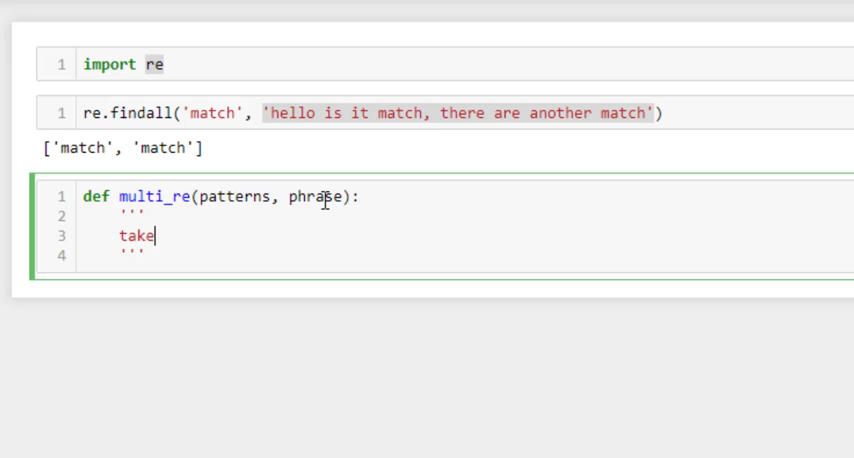 1 import re
1 re.findall('match', 'hello is it match, there are another match')
['match', 'match']
1 def multi_re(patterns, phrase):
2 '''
3 take
4 '''